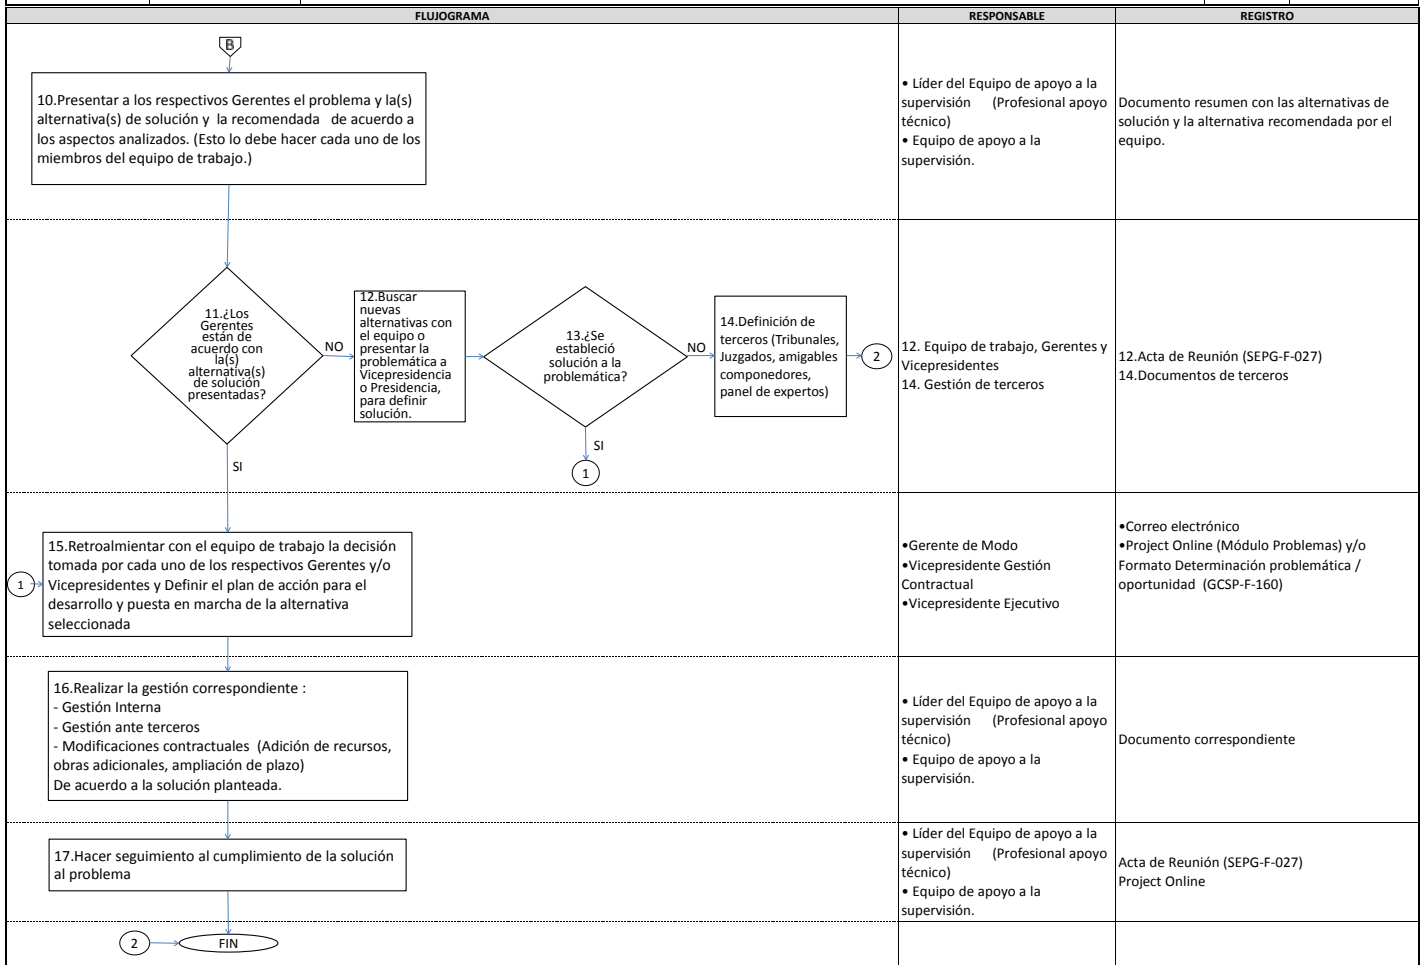 FLUJOGRAMA
RESPONSABLE
REGISTRO
B
10.Presentar a los respectivos Gerentes el problema y la(s)
alternativa(s) de solución y la recomendada de acuerdo a
los aspectos analizados. (Esto lo debe hacer cada uno de los
miembros del equipo de trabajo.)
• Líder del Equipo de apoyo a la
supervisión (Profesional apoyo
técnico)
• Equipo de apoyo a la
supervisión.
Documento resumen con las alternativas de
solución y la alternativa recomendada por el
equipo.
11.¿Los
Gerentes
están de
acuerdo con
la(s)
alternativa(s)
de solución
presentadas?
NO
12.Buscar
nuevas
alternativas con
el equipo o
presentar la
problemática a
Vicepresidencia
o Presidencia,
para definir
solución.
13.¿Se
estableció
solución a la
problemática?
NO
14.Definición de
terceros (Tribunales,
Juzgados, amigables
componedores,
panel de expertos)
2
SI
1
SI
12. Equipo de trabajo, Gerentes y
Vicepresidentes
14. Gestión de terceros
12.Acta de Reunión (SEPG-F-027)
14.Documentos de terceros
1
15.Retroalmientar con el equipo de trabajo la decisión
tomada por cada uno de los respectivos Gerentes y/o
Vicepresidentes y Definir el plan de acción para el
desarrollo y puesta en marcha de la alternativa
seleccionada
•Gerente de Modo
•Vicepresidente Gestión
Contractual
•Vicepresidente Ejecutivo
•Correo electrónico
•Project Online (Módulo Problemas) y/o
Formato Determinación problemática /
oportunidad (GCSP-F-160)
16.Realizar la gestión correspondiente :
- Gestión Interna
- Gestión ante terceros
- Modificaciones contractuales (Adición de recursos,
obras adicionales, ampliación de plazo)
De acuerdo a la solución planteada.
• Líder del Equipo de apoyo a la
supervisión (Profesional apoyo
técnico)
• Equipo de apoyo a la
supervisión.
Documento correspondiente
17.Hacer seguimiento al cumplimiento de la solución
al problema
• Líder del Equipo de apoyo a la
supervisión (Profesional apoyo
técnico)
• Equipo de apoyo a la
supervisión.
Acta de Reunión (SEPG-F-027)
Project Online
2
FIN